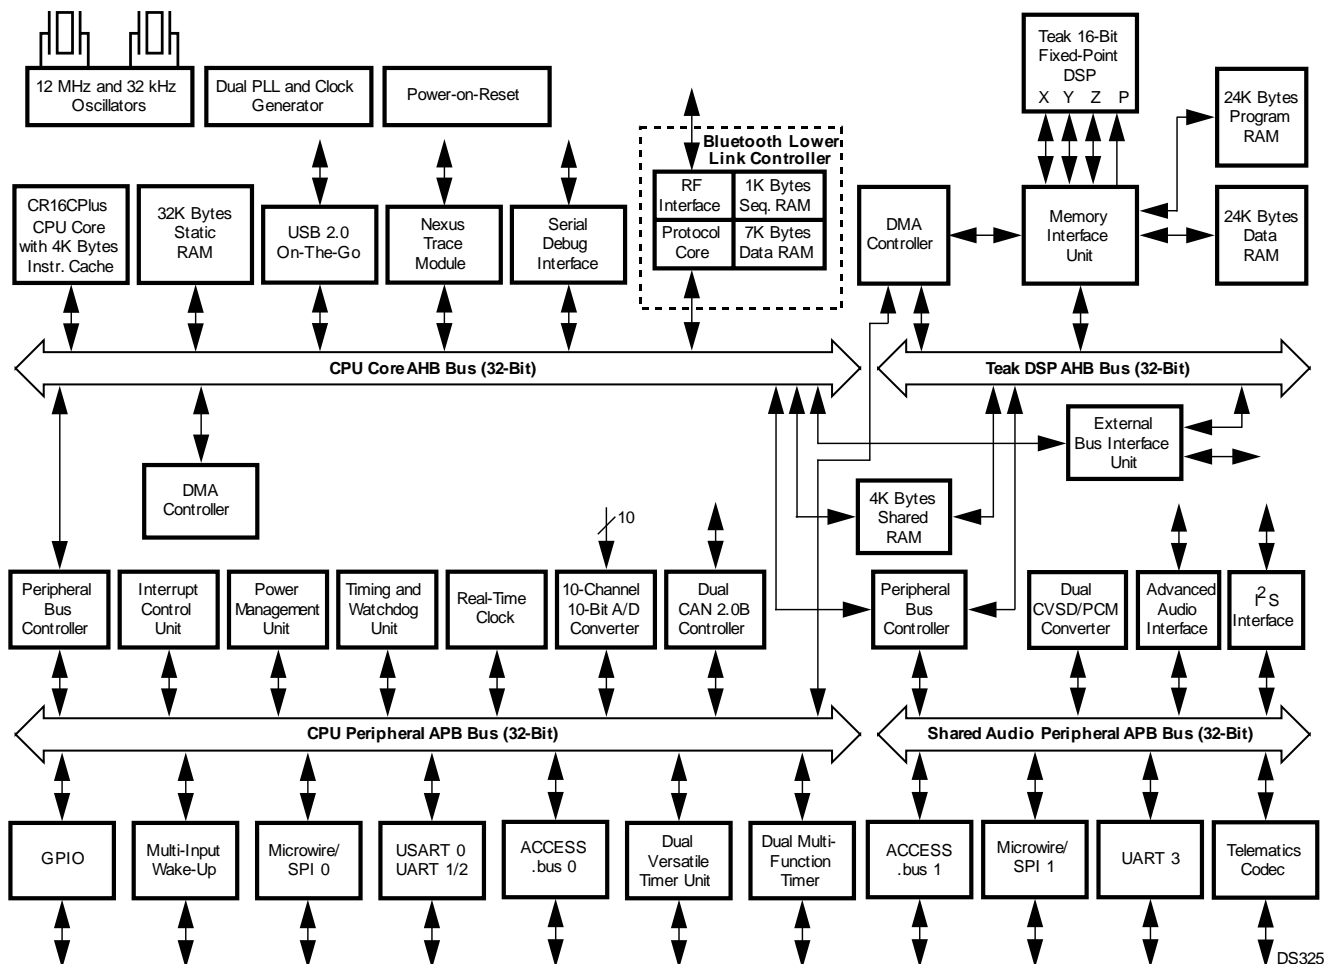 12 MHz and 32 kHz
Oscillators
Dual PLL and Clock
Generator
Power-on-Reset
Teak 16-Bit
Fixed-Point
DSP
X Y Z P
24K Bytes
Program
RAM
Bluetooth Lower
Link Controller
RF
Interface
1K Bytes
Seq. RAM
Protocol
Core
7K Bytes
Data RAM
CR16CPlus
CPU Core
with 4K Bytes
Instr. Cache
32K Bytes
Static
RAM
USB 2.0
On-The-Go
Nexus
Trace
Module
Serial
Debug
Interface
DMA
Controller
Memory
Interface
Unit
24K Bytes
Data
RAM
CPU Core AHB Bus (32-Bit)
Teak DSP AHB Bus (32-Bit)
External
Bus Interface
Unit
DMA
Controller
4K Bytes
Shared
RAM
10
Peripheral
Bus
Controller
Interrupt
Control
Unit
Power
Management
Unit
Timing and
Watchdog
Unit
Real-Time
Clock
10-Channel
10-Bit A/D
Converter
Dual
CAN 2.0B
Controller
Peripheral
Bus
Controller
Dual
CVSD/PCM
Converter
Advanced
Audio
Interface
I2S
Interface
CPU Peripheral APB Bus (32-Bit)
Shared Audio Peripheral APB Bus (32-Bit)
GPIO
Multi-Input
Wake-Up
Microwire/
SPI 0
USART 0
UART 1/2
ACCESS
.bus 0
Dual
Versatile
Timer Unit
Dual Multi-
Function
Timer
ACCESS
.bus 1
Microwire/
SPI 1
UART 3
Telematics
Codec
DS325